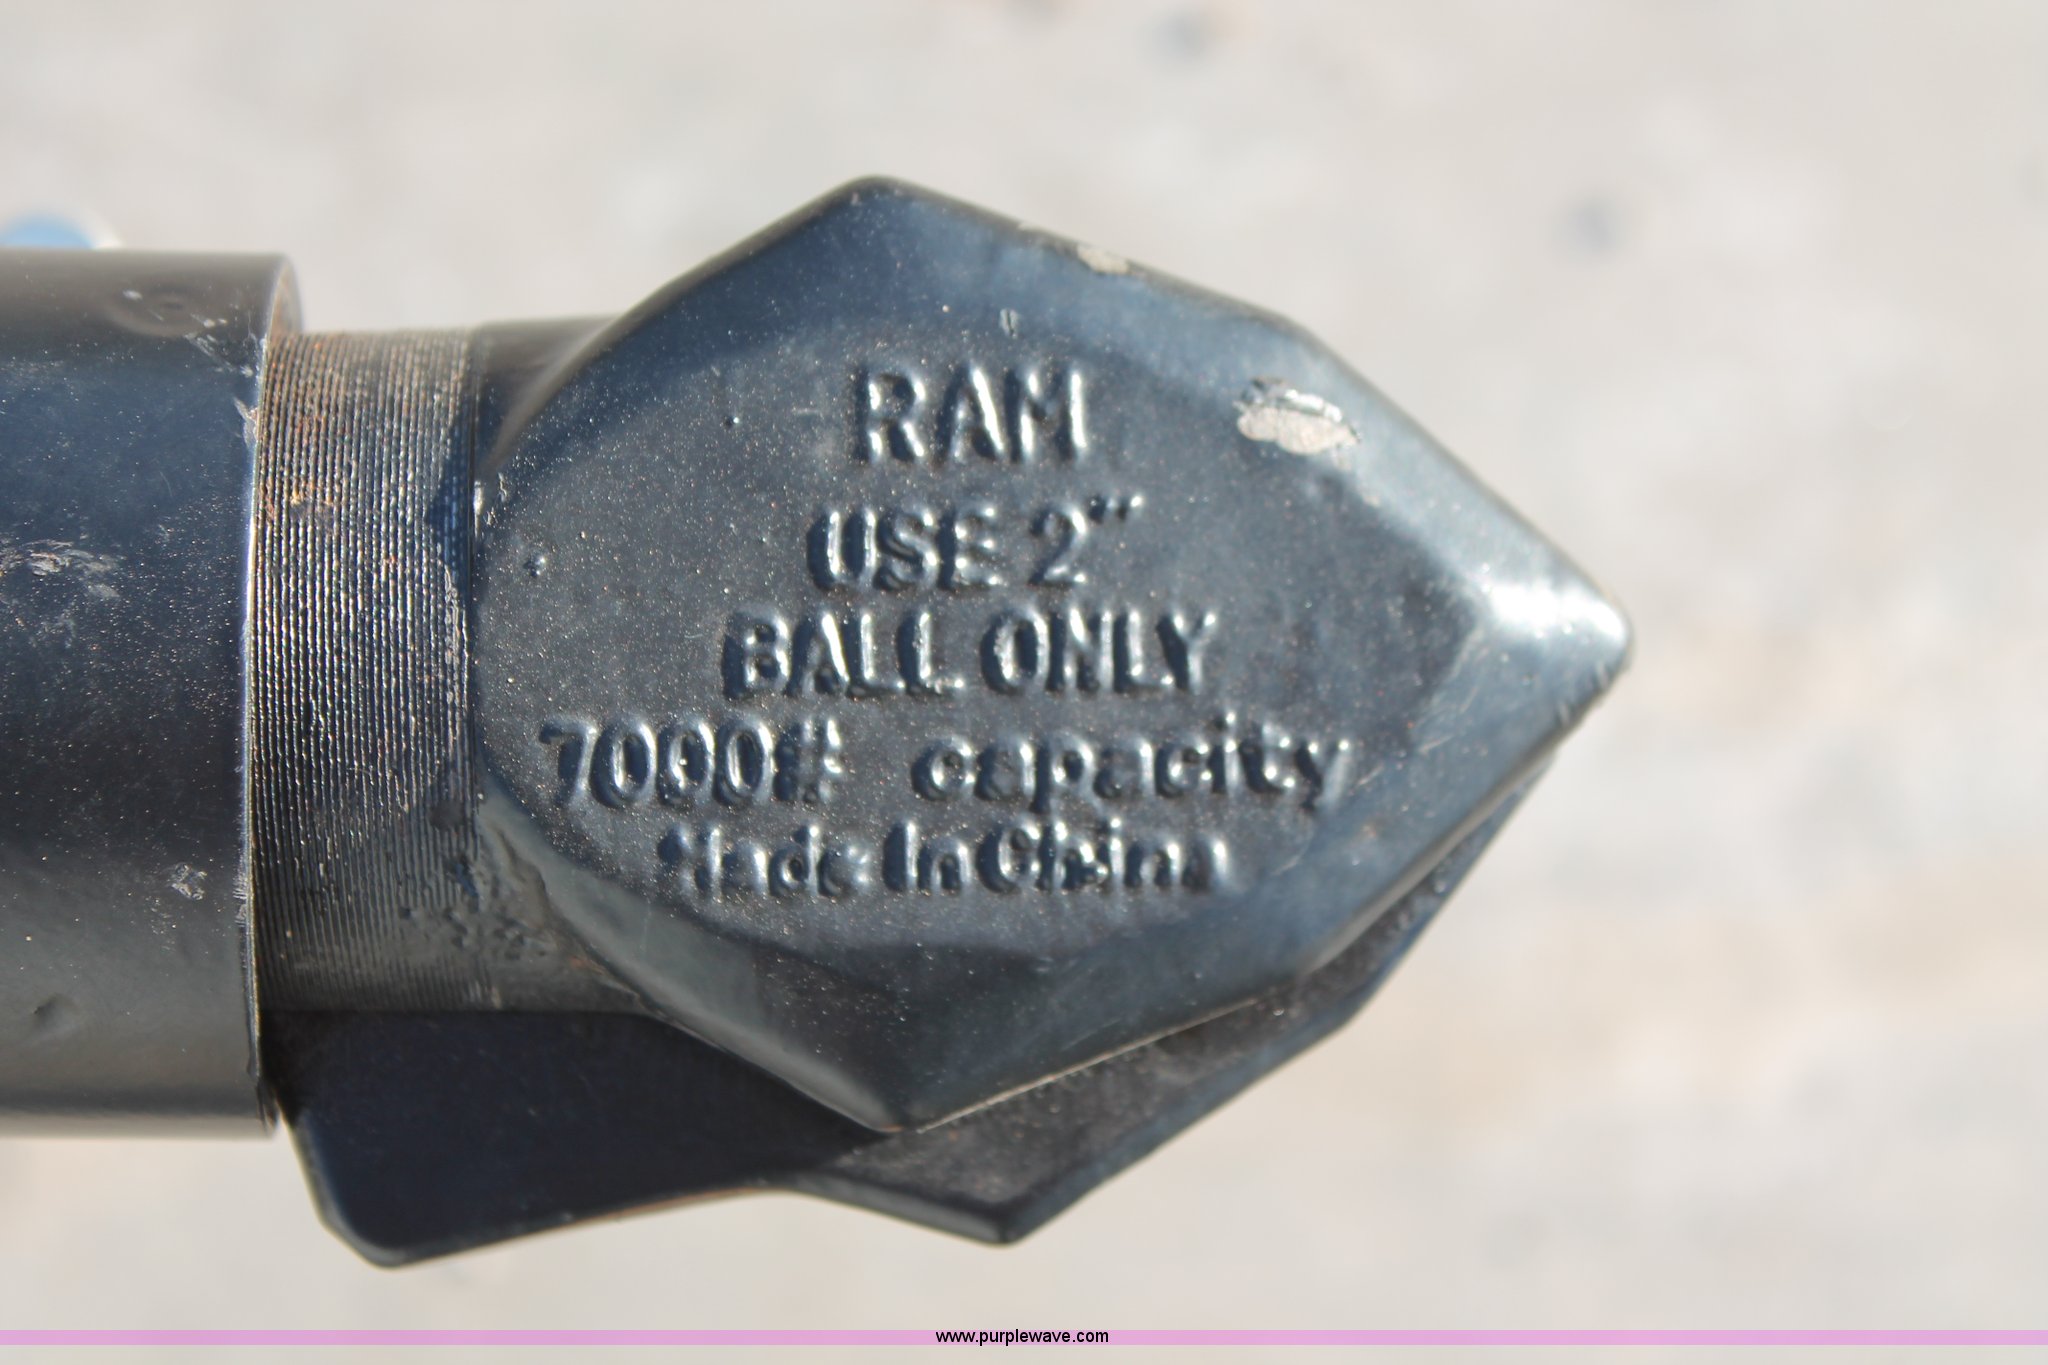 RAM
USE 2"
BALL ONLY
7000# capacity
Made In China
www.purplewave.com